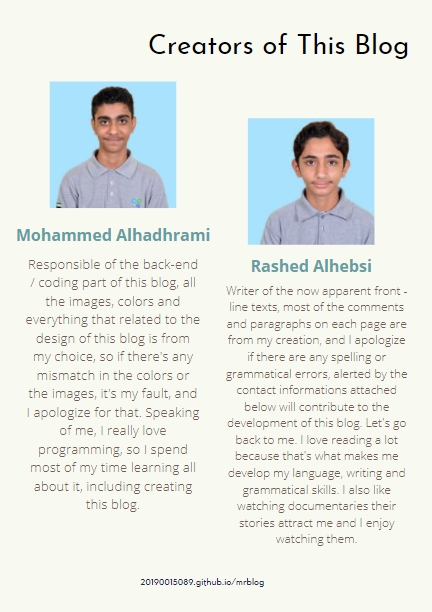 Creators of This Blog
Mohammed Alhadhrami
Responsible of the back-end
/ coding part of this blog, all
the images, colors and
everything that related to the
design of this blog is from
my choice, so if there's any
mismatch in the colors or
the images, it's my fault, and
I apologize for that. Speaking
of me, I really love
programming, so I spend
most of my time learning all
about it, including creating
this blog.
Rashed Alhebsi
Writer of the now apparent front -
line texts, most of the comments
and paragraphs on each page are
from my creation, and I apologize
if there are any spelling or
grammatical errors, alerted by the
contact informations attached
below will contribute to the
development of this blog. Let's go
back to me. I love reading a lot
because that's what makes me
develop my language, writing and
grammatical skills. I also like
watching documentaries their
stories attract me and I enjoy
watching them.
20190015089.github.io/mrblog